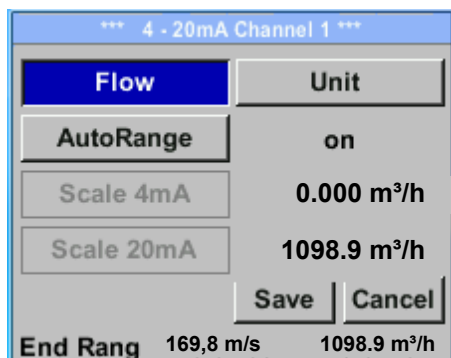 *** 4 - 20mA Channel 1 ***
Flow Unit
AutoRange on
Scale 4mA 0.000 m³/h
Scale 20mA 1098.9 m³/h
Save Cancel
End Rang 169,8 m/s 1098.9 m³/h